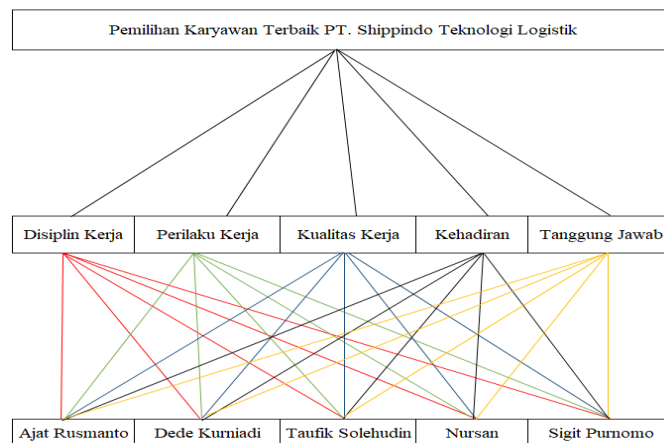 Pemilihan Karyawan Terbaik PT. Shippindo Teknologi Logistik
Disiplin Kerja Perilaku Kerja Kualitas Kerja Kehadiran Tanggung Jawab
Ajat Rusmanto Dede Kurniadi Taufik Solehudin Nursan Sigit Purnomo